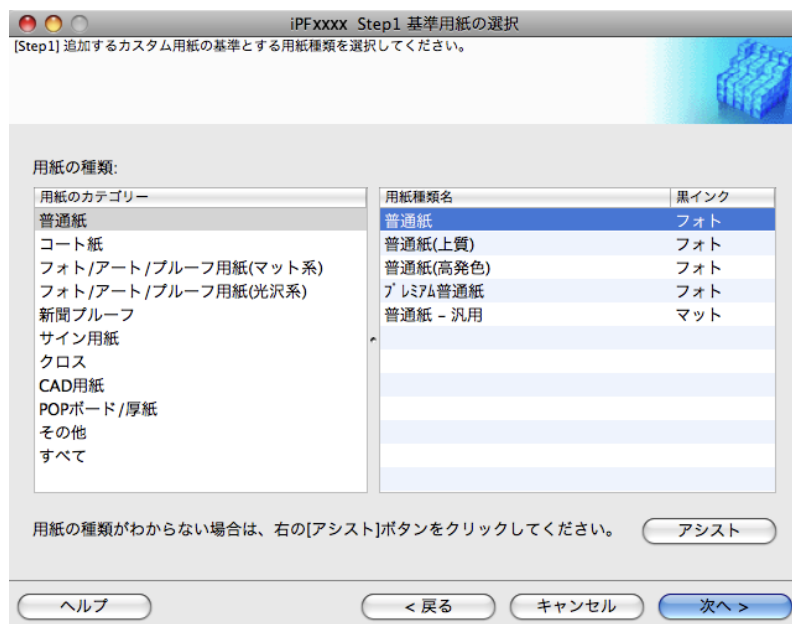 iPFxxxx Step1 基準用紙の選択
[Step1] 追加するカスタム用紙の基準とする用紙種類を選択してください。
用紙の種類:
用紙のカテゴリー
普通紙
コート紙
フォト/アート/プルーフ用紙(マット系)
フォト/アート/プルーフ用紙(光沢系)
新聞プルーフ
サイン用紙
クロス
CAD用紙
POPボード/厚紙
その他
すべて
用紙種類名 黒インク
普通紙 フォト
普通紙(上質) フォト
普通紙(高発色) フォト
プレミアム普通紙 フォト
普通紙 – 汎用 マット
用紙の種類がわからない場合は、右の[アシスト]ボタンをクリックしてください。 アシスト
ヘルプ < 戻る キャンセル 次へ >